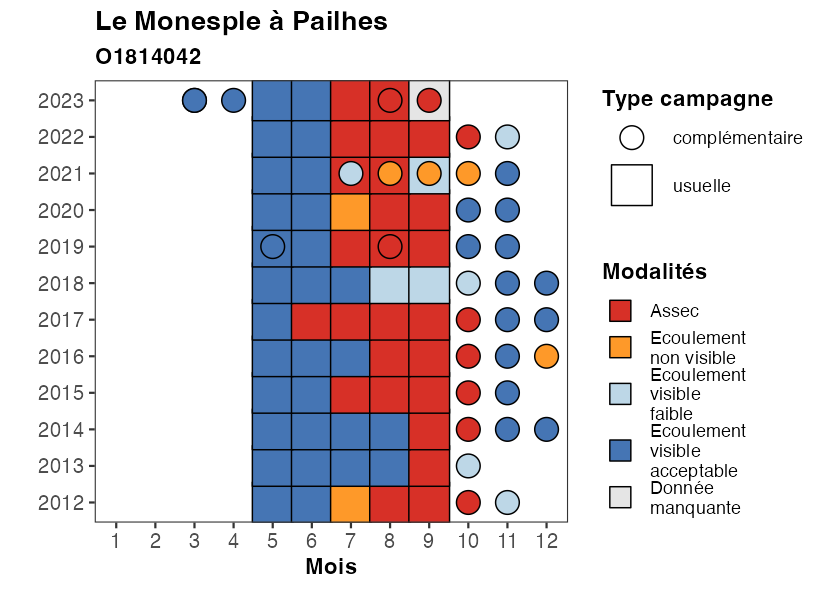 Le Monesple à Pailhes
O1814042
2023
2022
2021
2020
2019
2018
2017
2016
2015
2014
2013
2012
1 2 3 4 5 6 7 8 9 10 11 12
Mois
Type campagne
complémentaire
usuelle
Modalités
Assec
Ecoulement
non visible
Ecoulement
visible
faible
Ecoulement
visible
acceptable
Donnée
manquante